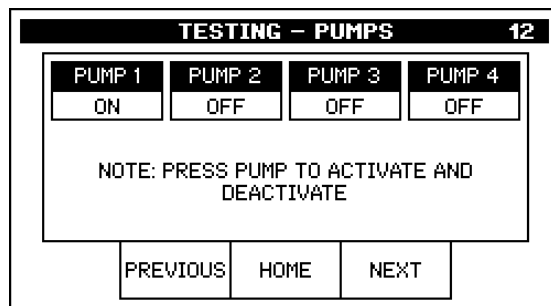 TESTING – PUMPS 12
PUMP 1 PUMP 2 PUMP 3 PUMP 4
ON OFF OFF OFF
NOTE: PRESS PUMP TO ACTIVATE AND
DEACTIVATE
PREVIOUS HOME NEXT